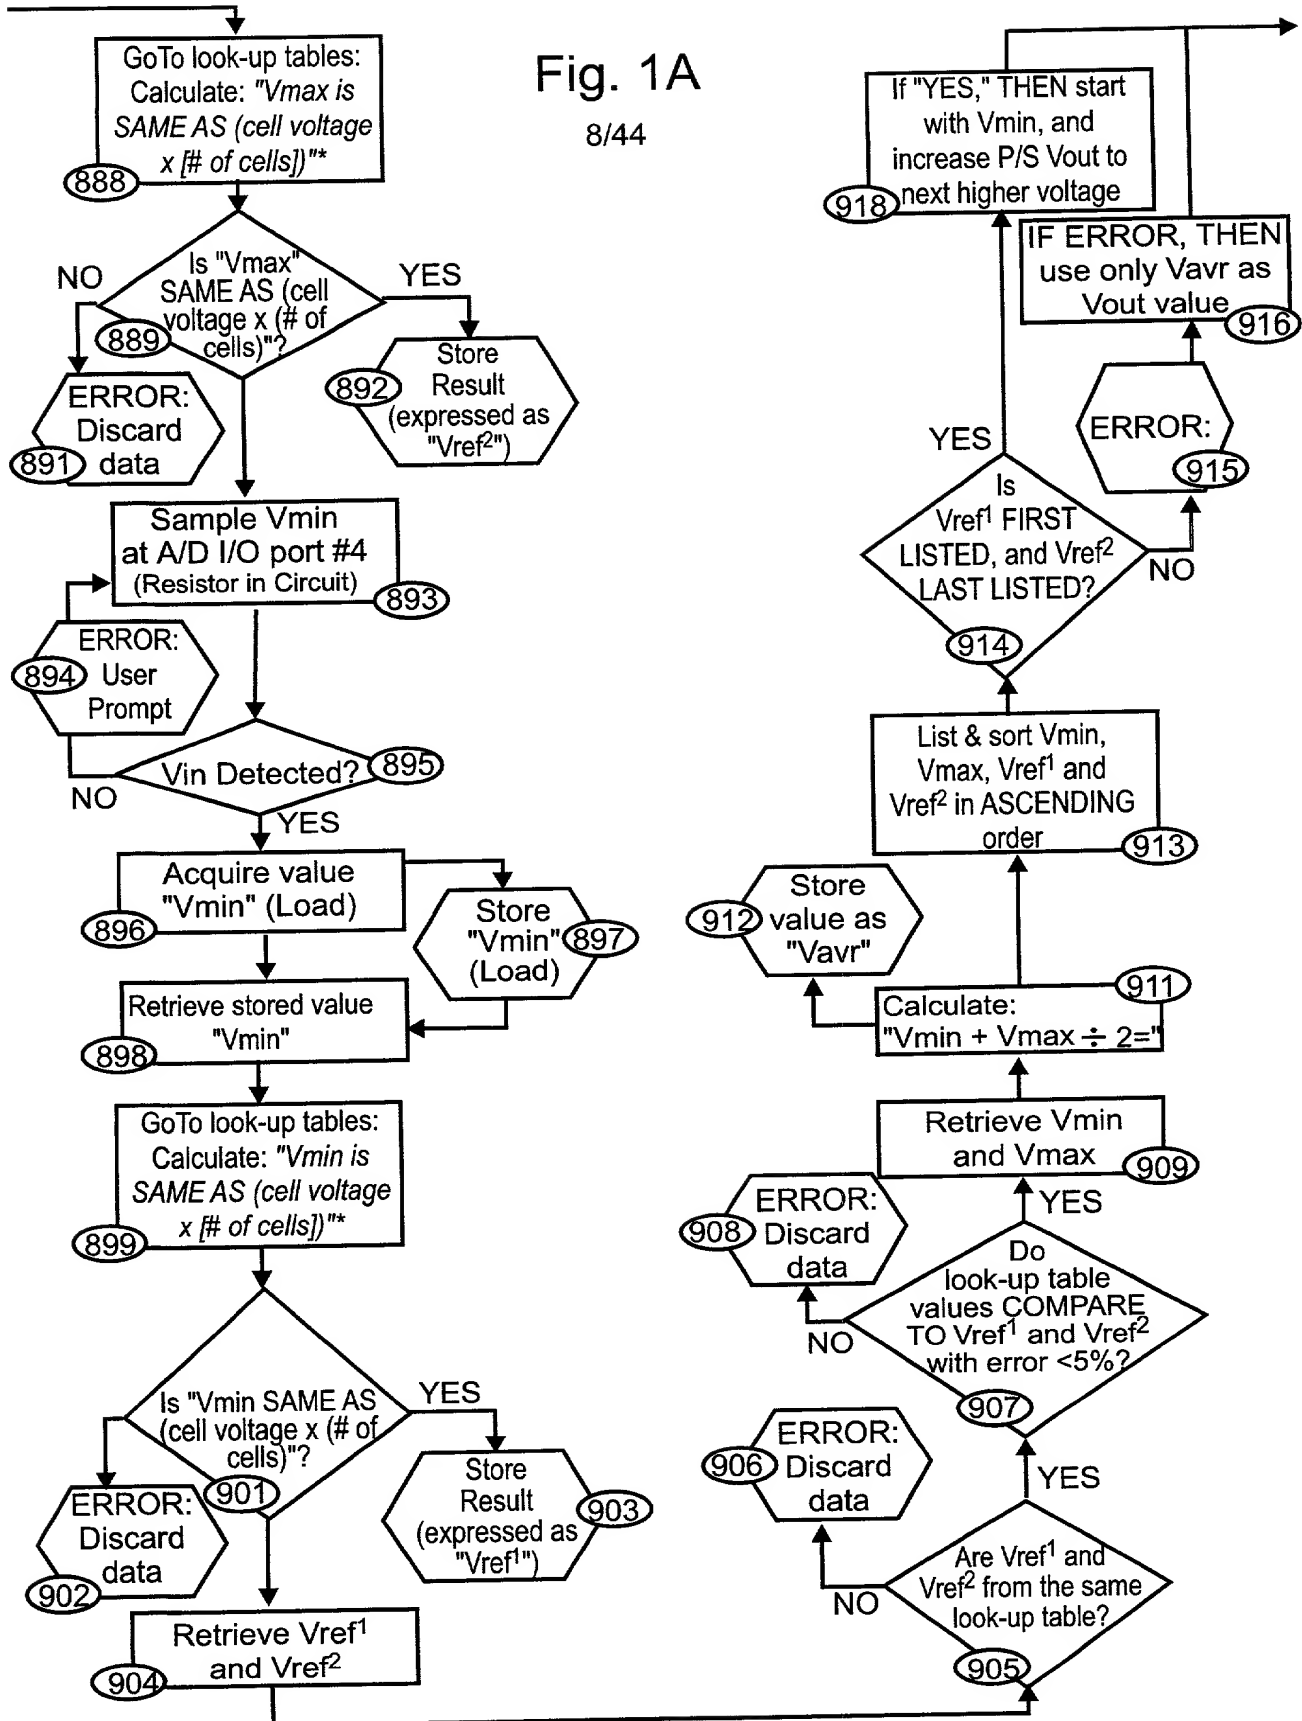 Fig. 1A
8/44
GoTo look-up tables:
Calculate: "Vmax is
SAME AS (cell voltage
x [# of cells])"*
888
Is "Vmax"
SAME AS (cell
voltage x (# of
cells)"?
889
NO
YES
ERROR:
Discard
data
891
Store
Result
(expressed as
"Vref²")
892
Sample Vmin
at A/D I/O port #4
(Resistor in Circuit)
893
ERROR:
User
Prompt
894
Vin Detected?
895
NO
YES
Acquire value
"Vmin" (Load)
896
Store
"Vmin"
(Load)
897
Retrieve stored value
"Vmin"
898
GoTo look-up tables:
Calculate: "Vmin is
SAME AS (cell voltage
x [# of cells])"*
899
Is "Vmin SAME AS
(cell voltage x (# of
cells)"?
901
YES
ERROR:
Discard
data
902
Store
Result
(expressed as
"Vref¹")
903
Retrieve Vref¹
and Vref²
904
If "YES," THEN start
with Vmin, and
increase P/S Vout to
next higher voltage
918
IF ERROR, THEN
use only Vavr as
Vout value
916
ERROR:
915
YES
Is
Vref¹ FIRST
LISTED, and Vref²
LAST LISTED?
914
NO
List & sort Vmin,
Vmax, Vref¹ and
Vref² in ASCENDING
order
913
Store
value as
"Vavr"
912
911
Calculate:
"Vmin + Vmax ÷ 2="
Retrieve Vmin
and Vmax
909
YES
ERROR:
Discard
data
908
Do
look-up table
values COMPARE
TO Vref¹ and Vref²
with error <5%?
907
NO
YES
ERROR:
Discard
data
906
Are Vref¹ and
Vref² from the same
look-up table?
905
NO